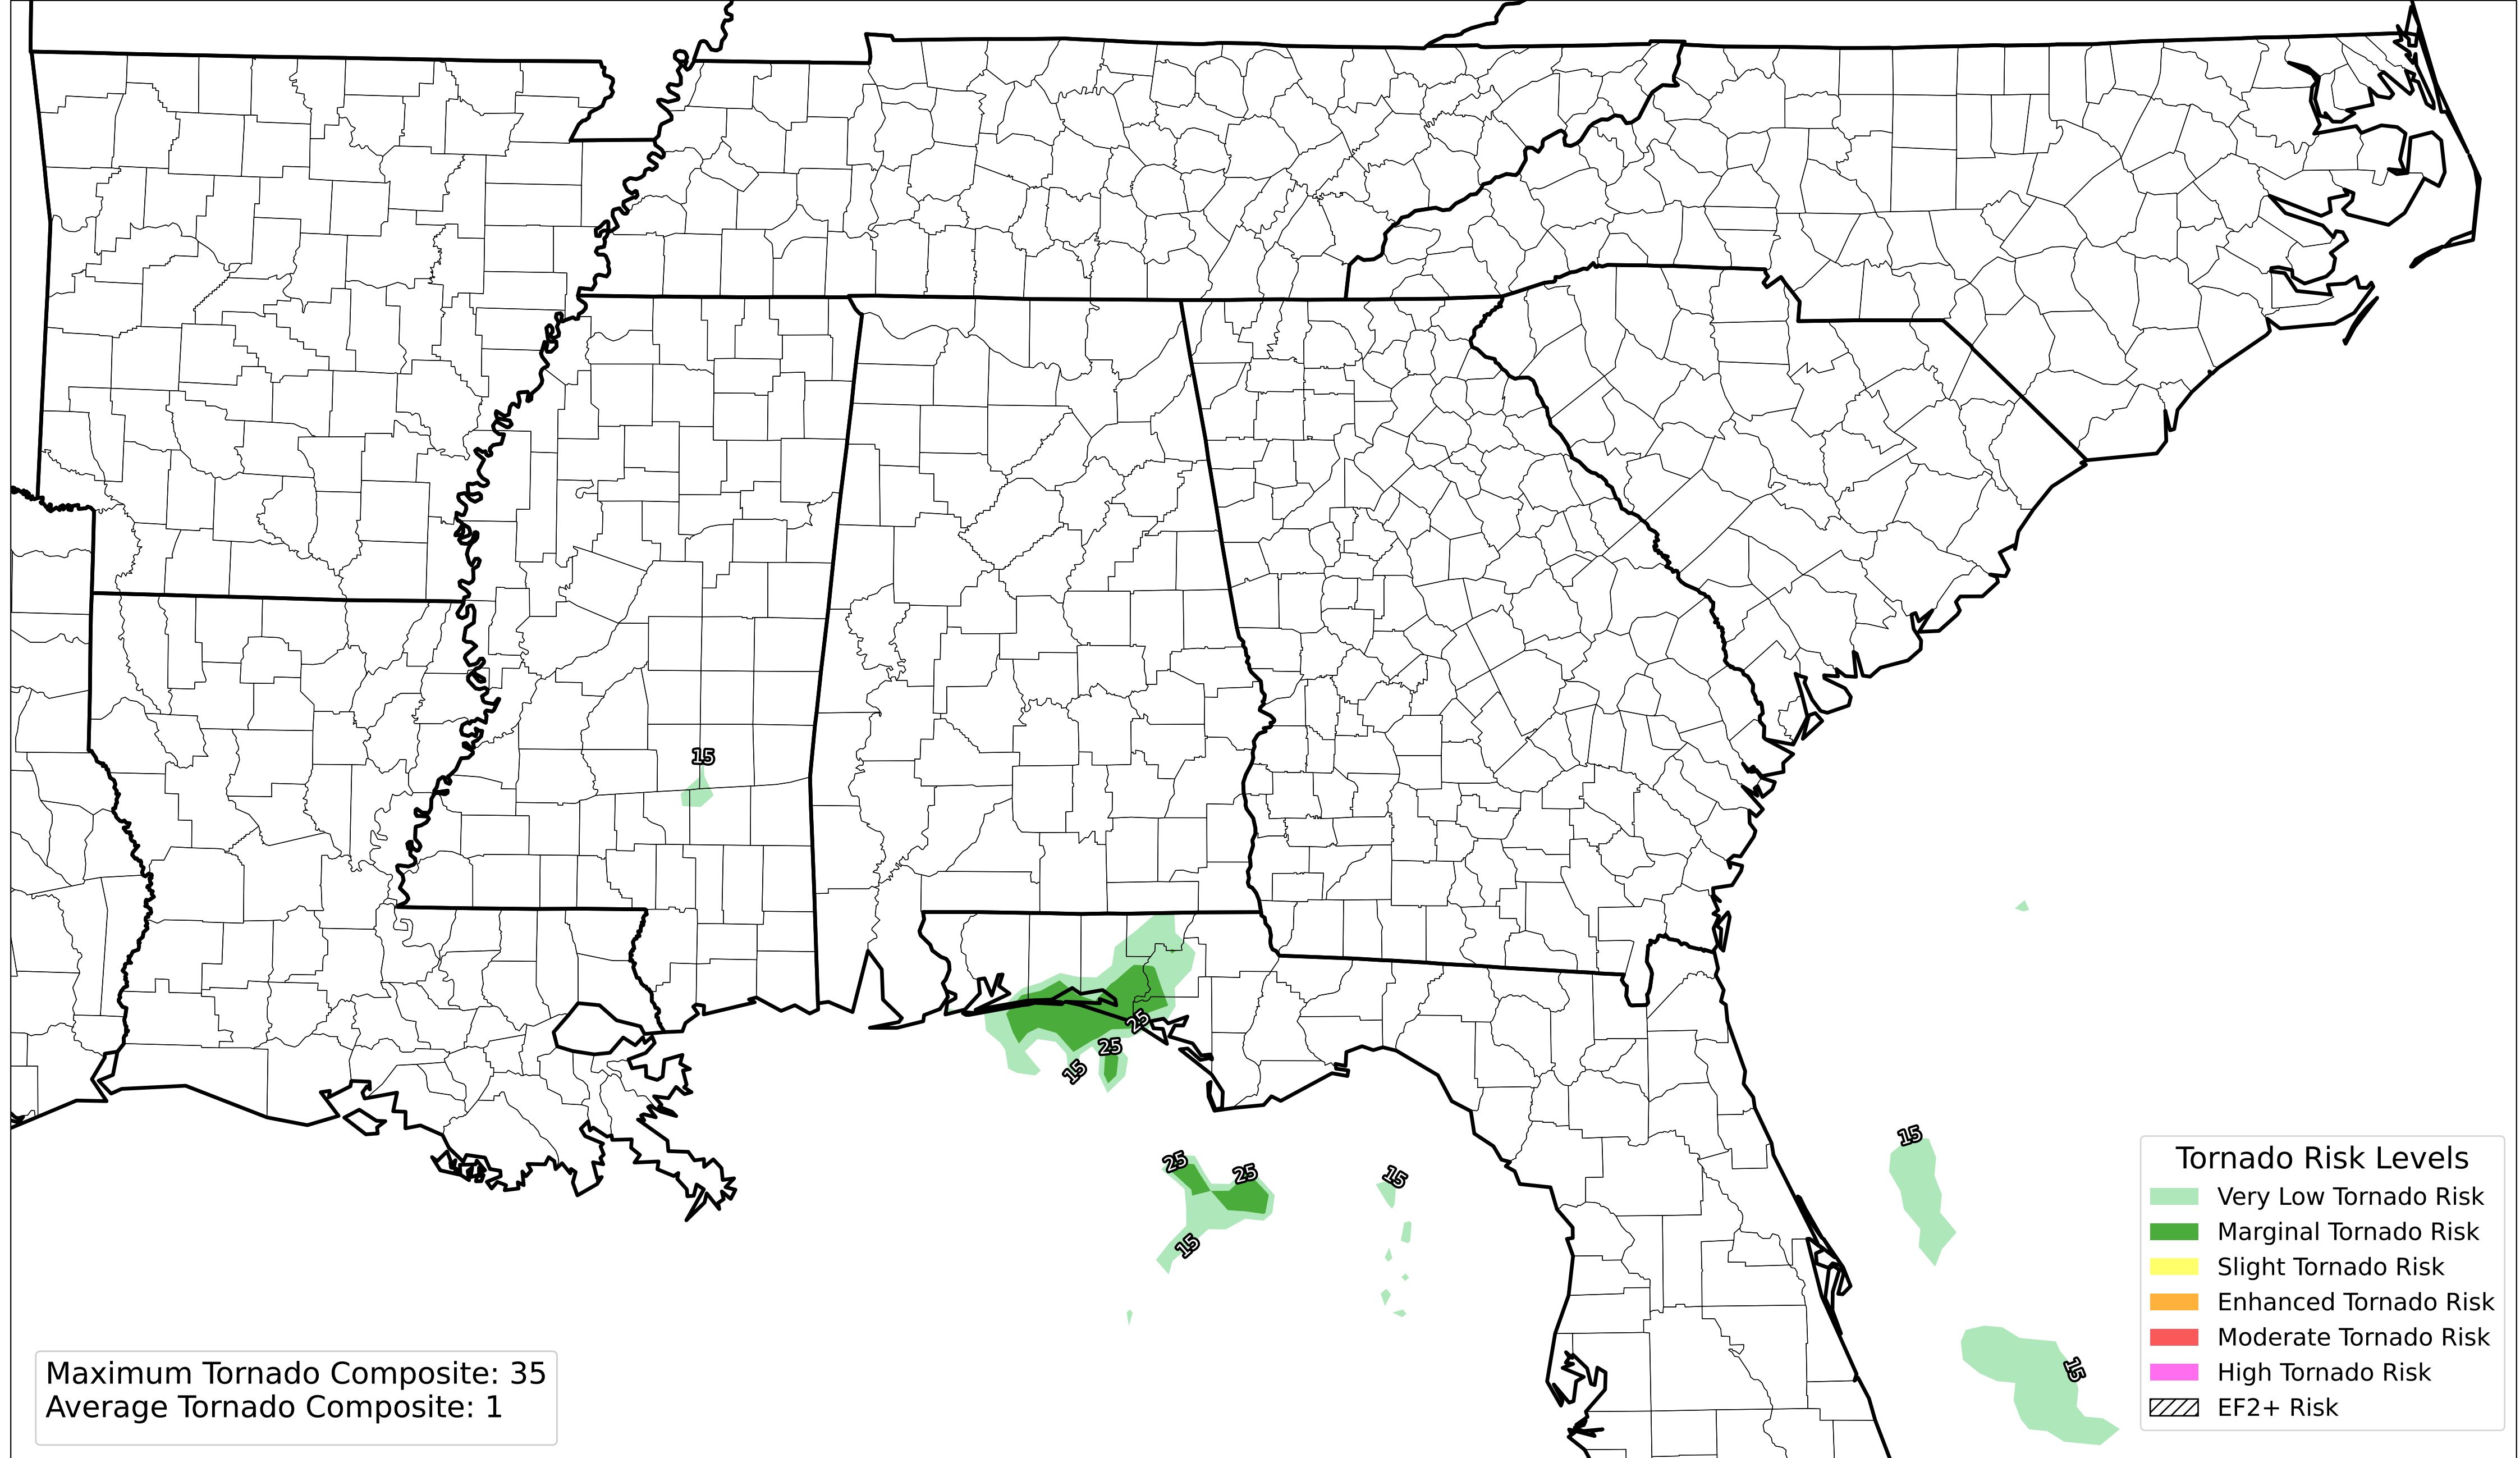 15
25
25
15
25
25
15
15
15
15
Tornado Risk Levels
Very Low Tornado Risk
Marginal Tornado Risk
Slight Tornado Risk
Enhanced Tornado Risk
Moderate Tornado Risk
High Tornado Risk
EF2+ Risk
Maximum Tornado Composite: 35
Average Tornado Composite: 1